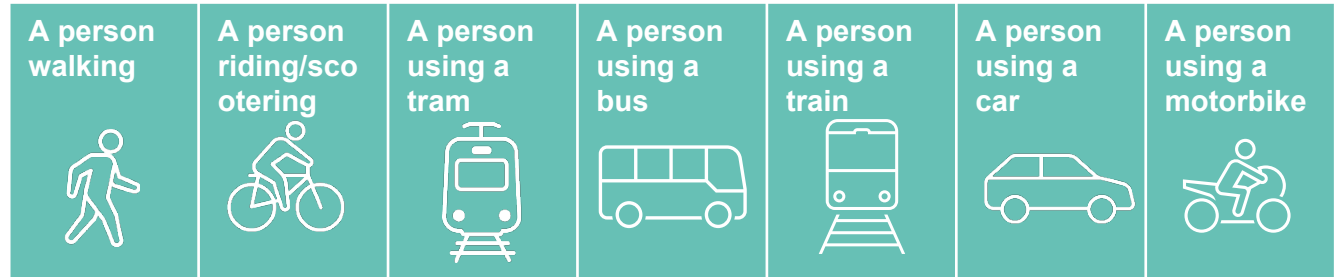 A person
walking
A person
riding/sco
otering
A person
using a
tram
A person
using a
bus
A person
using a
train
A person
using a
car
A person
using a
motorbike